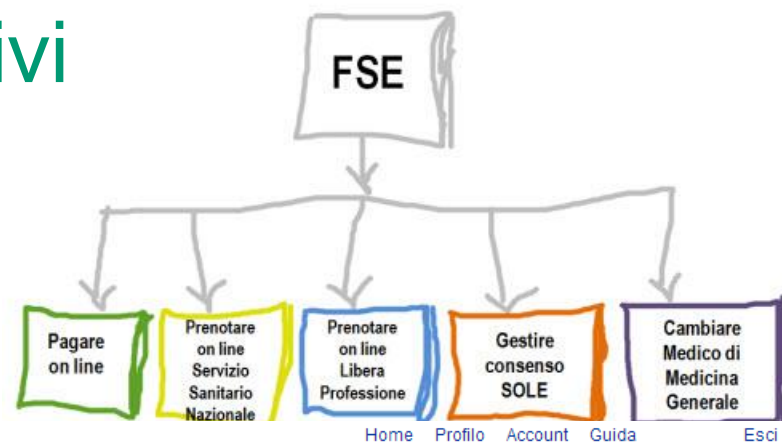 ivi
FSE
Pagare
on line
Prenotare
on line
Servizio
Sanitario
Nazionale
Prenotare
on line
Libera
Professione
Gestire
consenso
SOLE
Cambiare
Medico di
Medicina
Generale
Home Profilo Account Guida Esci